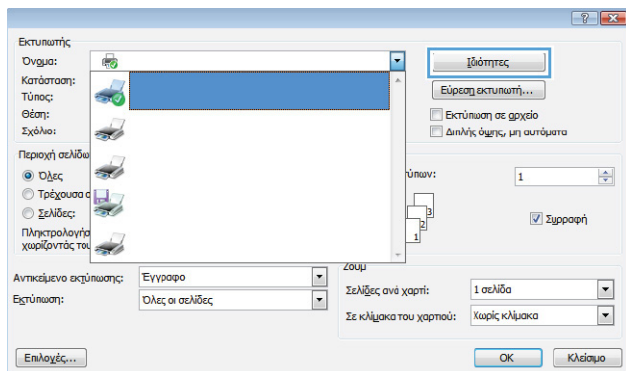 Εκτυπωτής
Όνομα:
Ιδιότητες
Κατάσταση:
Τύπος:
Εύρεση εκτυπωτή...
Θέση:
Εκτύπωση σε αρχείο
Σχόλιο:
Διπλής όψης, μη αυτόματα
Περιοχή σελίδω
Όλες
Τρέχουσα σ
Σελίδες:
Πληκτρολογήσ
χωρίζοντάς του
ύπων:
1
3
2
1
Συρραφή
Αντικείμενο εκτύπωσης:
Έγγραφο
Εκτύπωση:
Όλες οι σελίδες
Ζουμ
Σελίδες ανά χαρτί:
1 σελίδα
Σε κλίμακα του χαρτιού:
Χωρίς κλίμακα
Επιλογές...
OK
Κλείσιμο